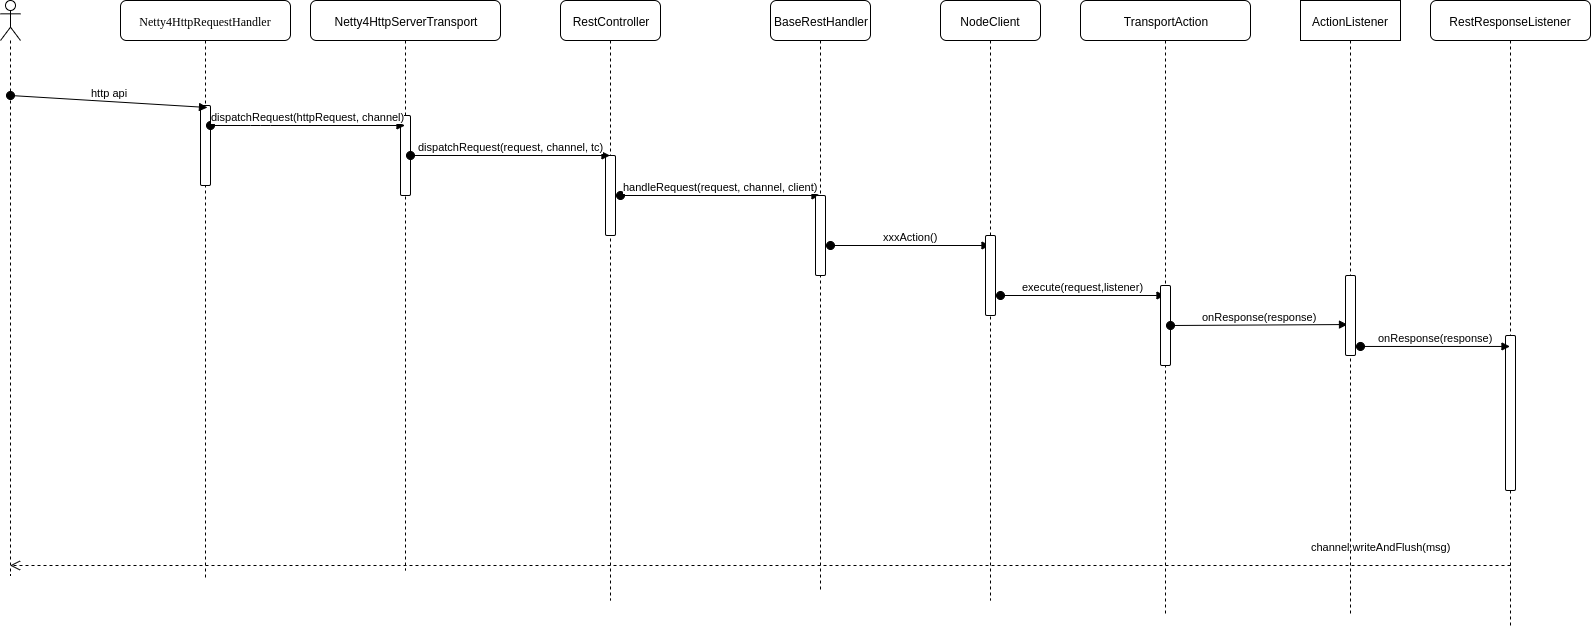 Netty4HttpRequestHandler
Netty4HttpServerTransport
RestController
BaseRestHandler
NodeClient
TransportAction
ActionListener
RestResponseListener
http api
dispatchRequest(httpRequest, channel)
dispatchRequest(request, channel, tc)
handleRequest(request, channel, client)
xxxAction()
execute(request,listener)
onResponse(response)
onResponse(response)
channel.writeAndFlush(msg)